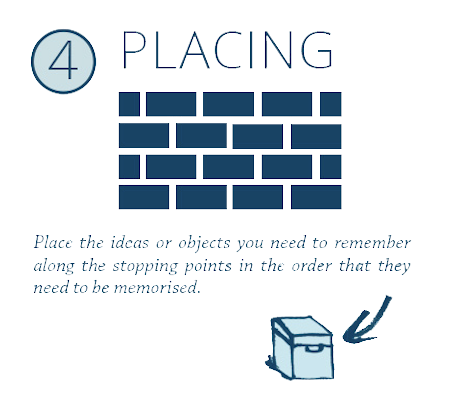 4 PLACING
Place the ideas or objects you need to remember
along the stopping points in the order that they
need to be memorised.